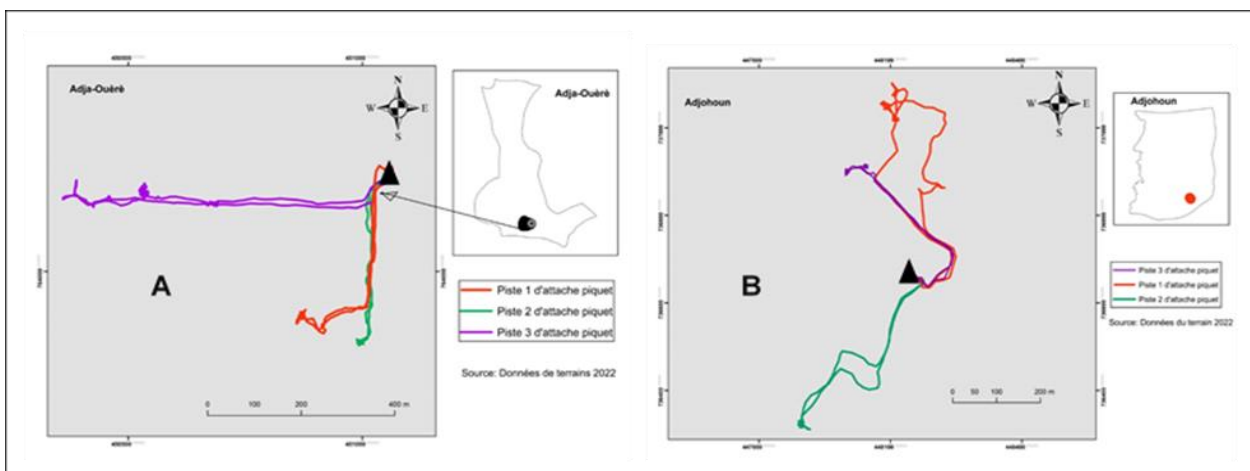 Adja-Ouèrè
N
W E
S
A
0 100 200 400 m
Adja-Ouèrè
Piste 1 d'attache piquet
Piste 2 d'attache piquet
Piste 3 d'attache piquet
Source: Données de terrains 2022
Adjohoun
N
W E
S
B
0 50 100 200 m
Adjohoun
Piste 3 d'attache piquet
Piste 1 d'attache piquet
Piste 2 d'attache piquet
Source: Données du terrain 2022